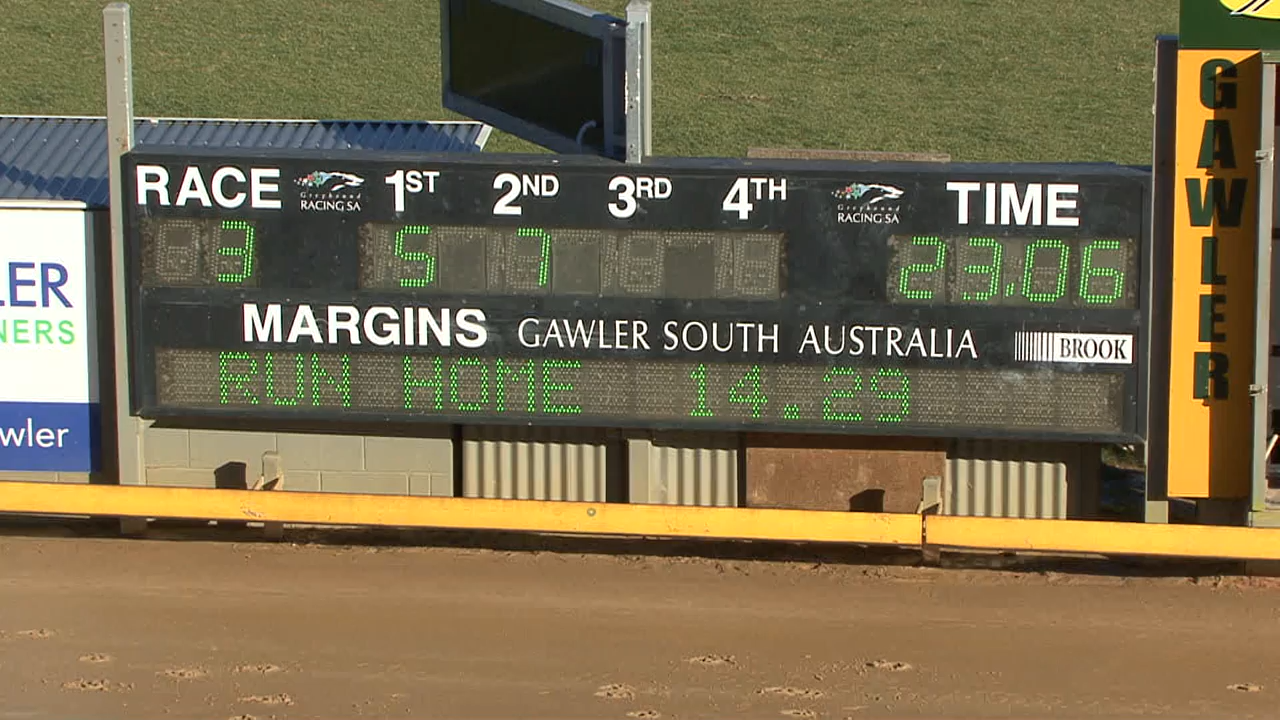 RACE 1ST 2ND 3RD 4TH TIME
Greyhound RACING SA
Greyhound RACING SA
3 5 7 23.06
MARGINS GAWLER SOUTH AUSTRALIA BROOK
RUN HOME 14.29
GAWLER
LER
NERS
wler